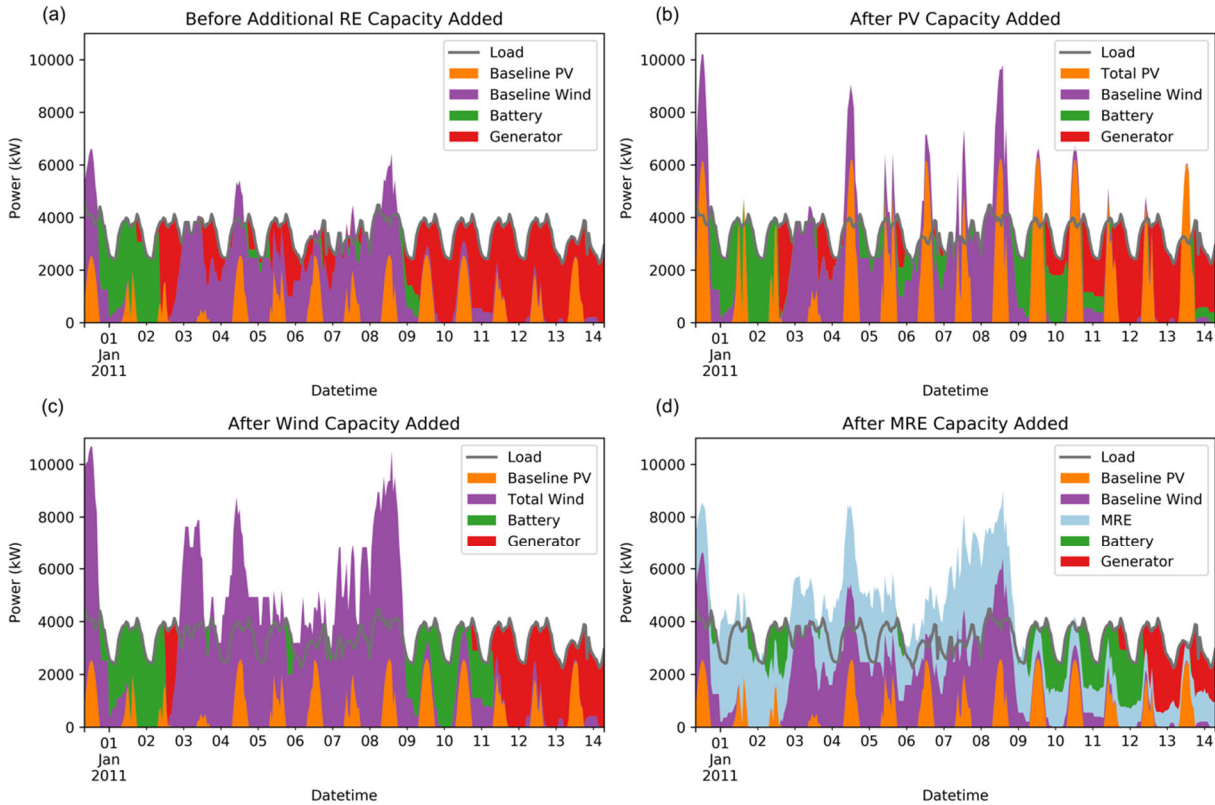 (a)
Before Additional RE Capacity Added
Power (kW)
10000
8000
6000
4000
2000
0
Load
Baseline PV
Baseline Wind
Battery
Generator
01 02 03 04 05 06 07 08 09 10 11 12 13 14
Jan
2011
Datetime
(b)
After PV Capacity Added
Power (kW)
10000
8000
6000
4000
2000
0
Load
Total PV
Baseline Wind
Battery
Generator
01 02 03 04 05 06 07 08 09 10 11 12 13 14
Jan
2011
Datetime
(c)
After Wind Capacity Added
Power (kW)
10000
8000
6000
4000
2000
0
Load
Baseline PV
Total Wind
Battery
Generator
01 02 03 04 05 06 07 08 09 10 11 12 13 14
Jan
2011
Datetime
(d)
After MRE Capacity Added
Power (kW)
10000
8000
6000
4000
2000
0
Load
Baseline PV
Baseline Wind
MRE
Battery
Generator
01 02 03 04 05 06 07 08 09 10 11 12 13 14
Jan
2011
Datetime